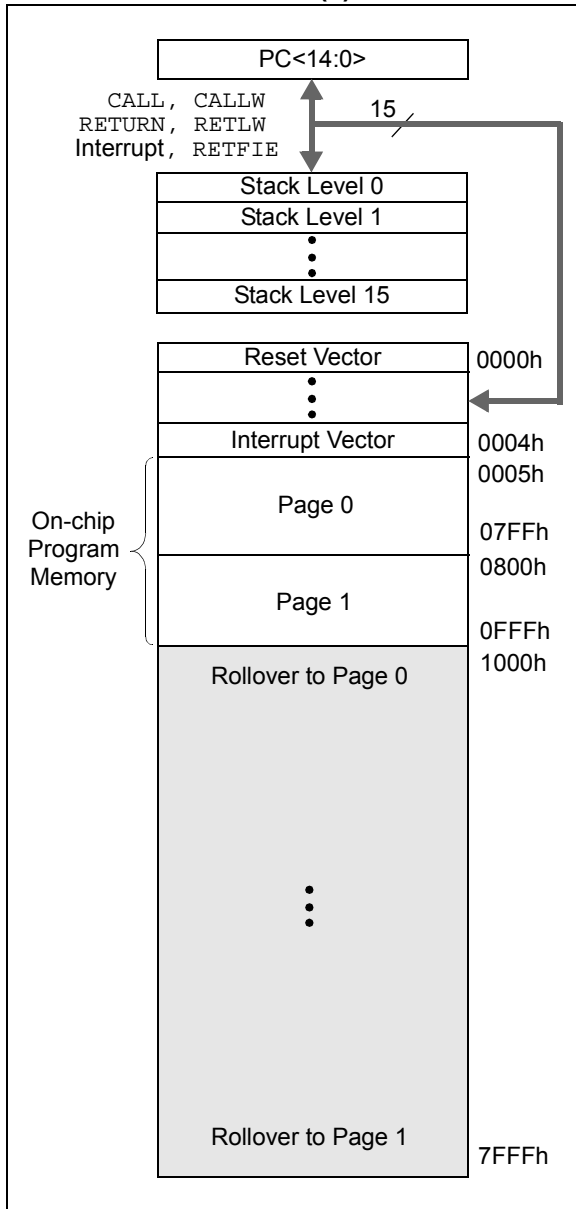 PC<14:0>
CALL, CALLW
RETURN, RETLW
Interrupt, RETFIE
15
Stack Level 0
Stack Level 1
Stack Level 15
Reset Vector
0000h
Interrupt Vector
0004h
0005h
On-chip
Program
Memory
Page 0
07FFh
0800h
Page 1
0FFFh
1000h
Rollover to Page 0
Rollover to Page 1
7FFFh